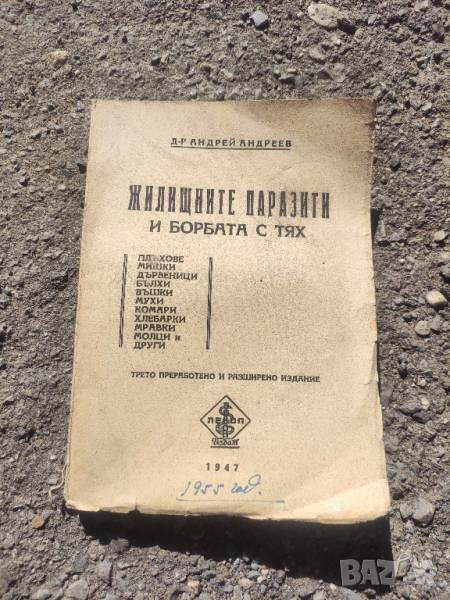 Д-Р АНДРЕЙ АНДРЕЕВ
ЖИЛИЩНИТЕ ПАРАЗИТИ
И БОРБАТА С ТЯХ
ПЛЪХОВЕ
МИШКИ
ДЪРВЕНИЦИ
БЪЛХИ
ВЪШКИ
МУХИ
КОМАРИ
ХЛЕБАРКИ
МРАВКИ
МОЛЦИ и
ДРУГИ
ТРЕТО ПРЕРАБОТЕНО И РАЗШИРЕНО ИЗДАНИЕ
1947
1955 год.
BAZAR